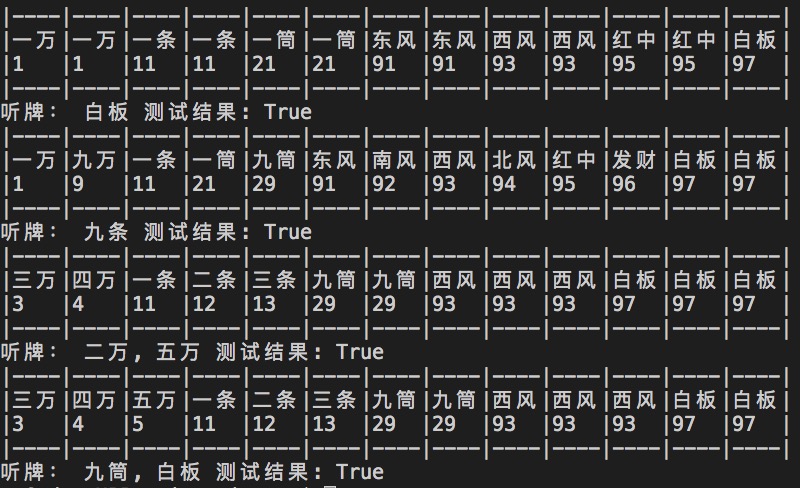 |----|----|----|----|----|----|----|----|----|----|----|----|----|
|一万|一万|一条|一条|一筒|一筒|东风|东风|西风|西风|红中|红中|白板
|1   |1   |11  |11  |21  |21  |91  |91  |93  |93  |95  |95  |97
|----|----|----|----|----|----|----|----|----|----|----|----|----|
听牌： 白板 测试结果: True
|----|----|----|----|----|----|----|----|----|----|----|----|----|
|一万|九万|一条|一筒|九筒|东风|南风|西风|北风|红中|发财|白板|白板
|1   |9   |11  |21  |29  |91  |92  |93  |94  |95  |96  |97  |97
|----|----|----|----|----|----|----|----|----|----|----|----|----|
听牌： 九条 测试结果: True
|----|----|----|----|----|----|----|----|----|----|----|----|----|
|三万|四万|一条|二条|三条|九筒|九筒|西风|西风|西风|白板|白板|白板
|3   |4   |11  |12  |13  |29  |29  |93  |93  |93  |97  |97  |97
|----|----|----|----|----|----|----|----|----|----|----|----|----|
听牌： 二万, 五万 测试结果: True
|----|----|----|----|----|----|----|----|----|----|----|----|----|
|三万|四万|五万|一条|二条|三条|九筒|九筒|西风|西风|西风|白板|白板
|3   |4   |5   |11  |12  |13  |29  |29  |93  |93  |93  |97  |97
|----|----|----|----|----|----|----|----|----|----|----|----|----|
听牌： 九筒, 白板 测试结果: True